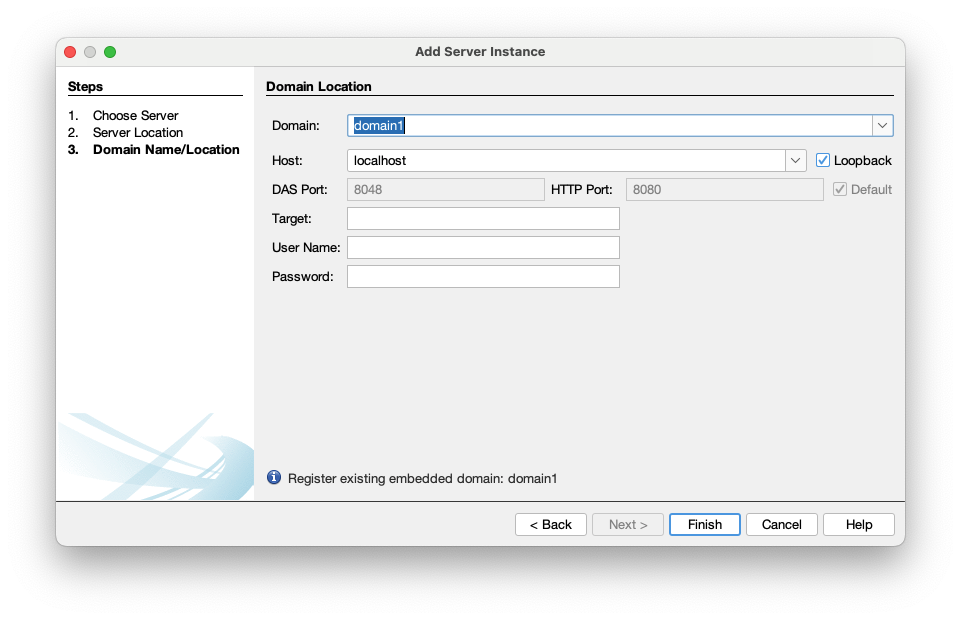 Add Server Instance
Steps
1. Choose Server
2. Server Location
3. Domain Name/Location
Domain Location
Domain: domain1
Host: localhost Loopback
DAS Port: 8048 HTTP Port: 8080 Default
Target:
User Name:
Password:
Register existing embedded domain: domain1
< Back Next > Finish Cancel Help